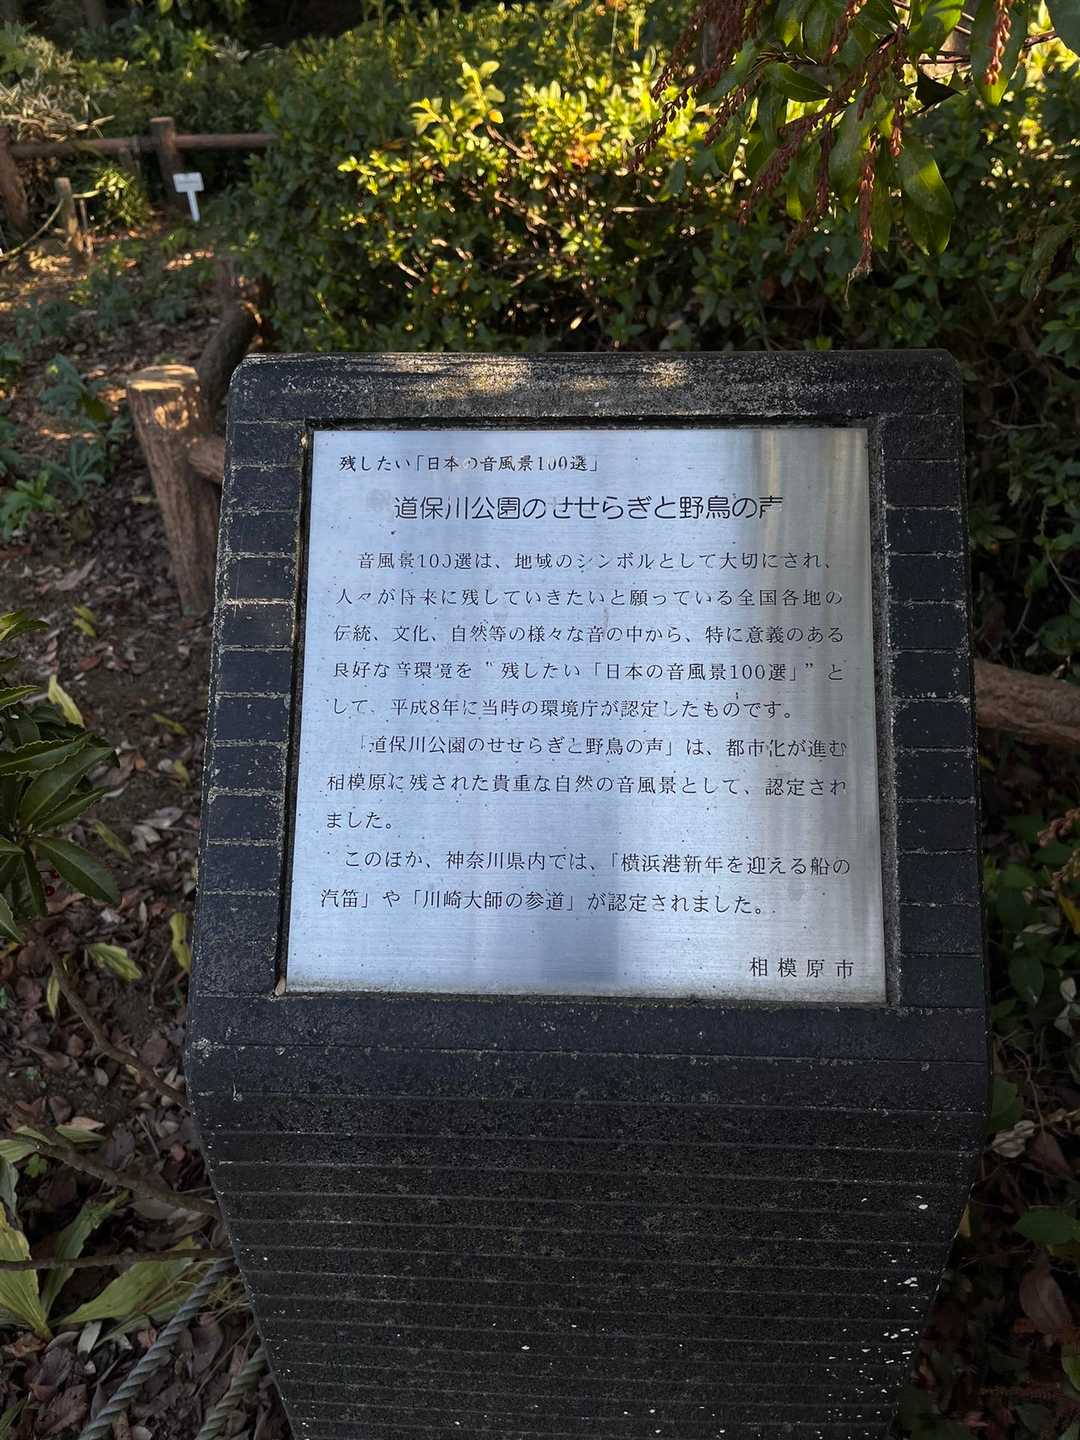 残したい「日本の音風景100選」
道保川公園のせせらぎと野鳥の声
音風景100選は、地域のシンボルとして大切にされ、
人々が将来に残していきたいと願っている全国各地の
伝統、文化、自然等の様々な音の中から、特に意義のある
良好な音環境を〝残したい「日本の音風景100選」〟と
して、平成8年に当時の環境庁が認定したものです。
「道保川公園のせせらぎと野鳥の声」は、都市化が進む
相模原に残された貴重な自然の音風景として、認定され
ました。
このほか、神奈川県内では、「横浜港新年を迎える船の
汽笛」や「川崎大師の参道」が認定されました。
相模原市